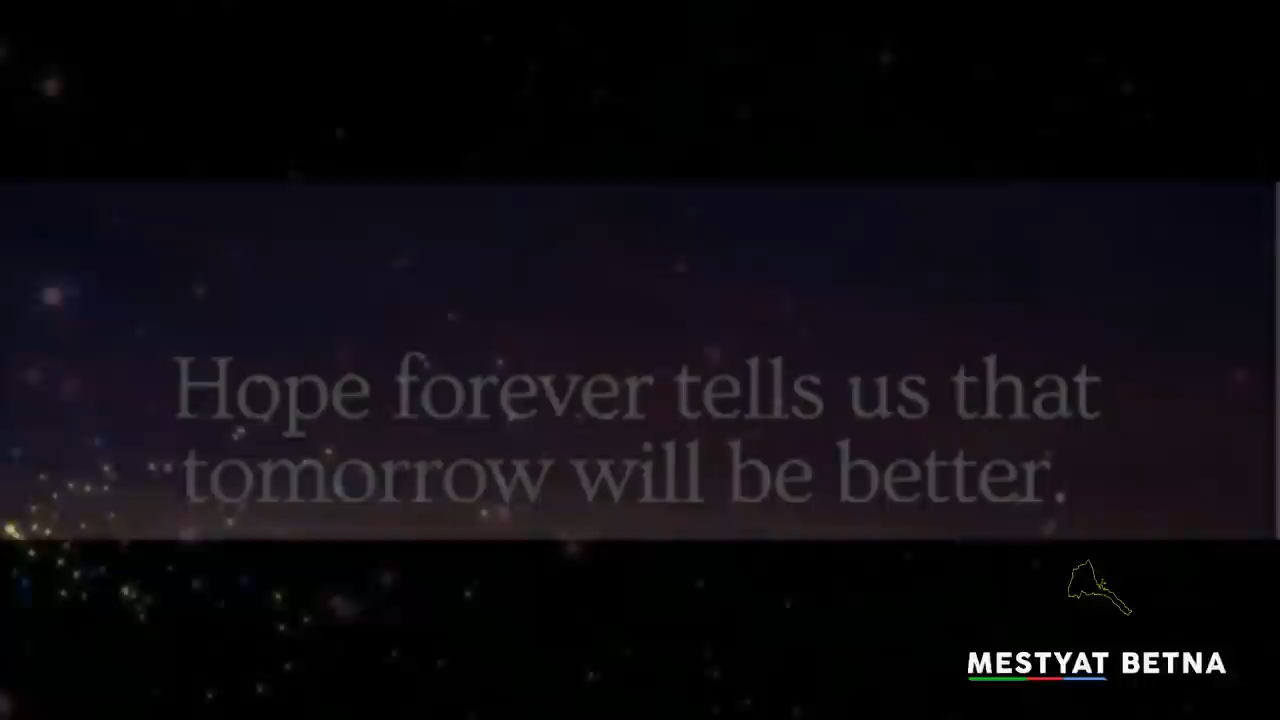 Hope forever tells us that
tomorrow will be better.
MESTYAT BETNA